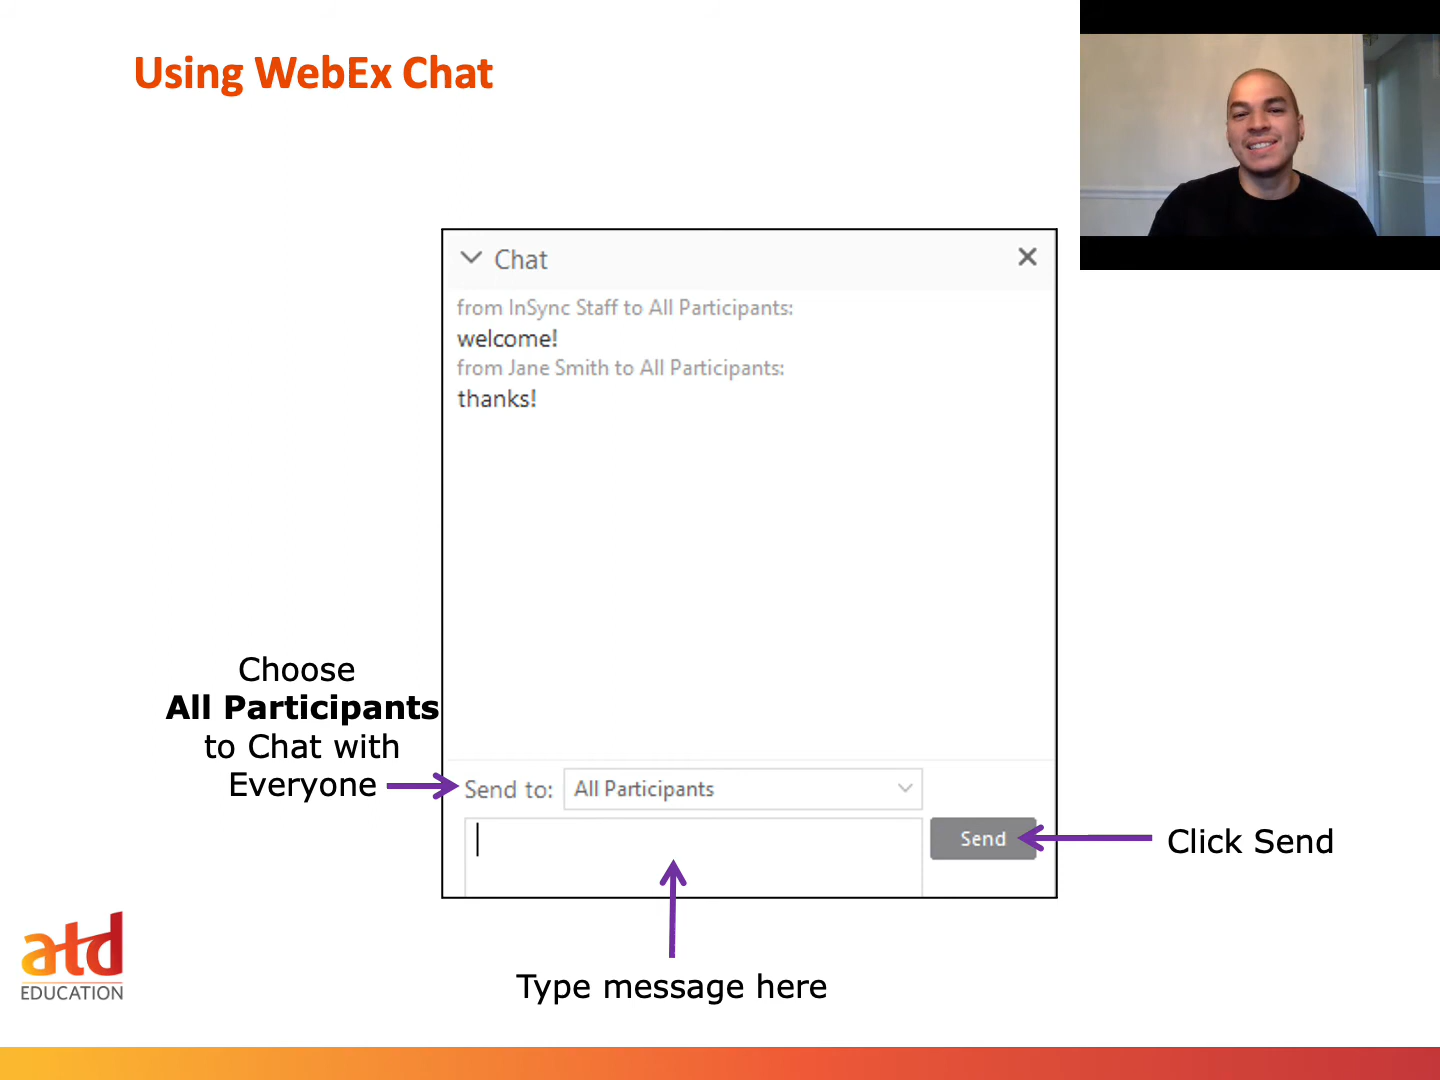 Using WebEx Chat
Chat
from InSync Staff to All Participants:
welcome!
from Jane Smith to All Participants:
thanks!
Choose
All Participants
to Chat with
Everyone
Send to: All Participants
Send
Click Send
Type message here
atd
EDUCATION